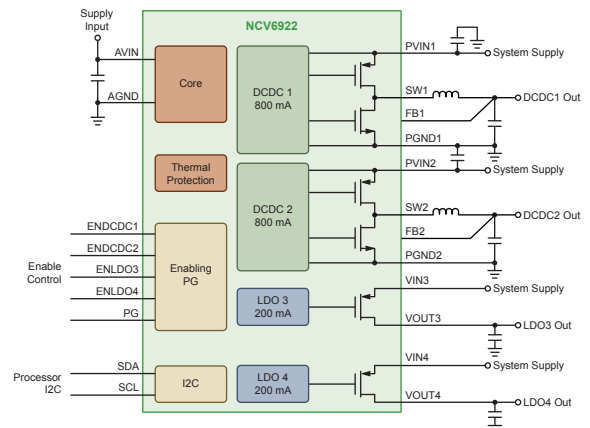 Supply
Input
NCV6922
AVIN
AGND
Core
Thermal
Protection
DCDC 1
800 mA
PVIN1
System Supply
SW1
DCDC1 Out
FB1
PGND1
PVIN2
System Supply
DCDC 2
800 mA
SW2
DCDC2 Out
FB2
PGND2
Enable
Control
ENDCDC1
ENDCDC2
ENLDO3
ENLDO4
PG
Enabling
PG
LDO 3
200 mA
VIN3
System Supply
VOUT3
LDO3 Out
Processor
I2C
SDA
SCL
I2C
LDO 4
200 mA
VIN4
System Supply
VOUT4
LDO4 Out